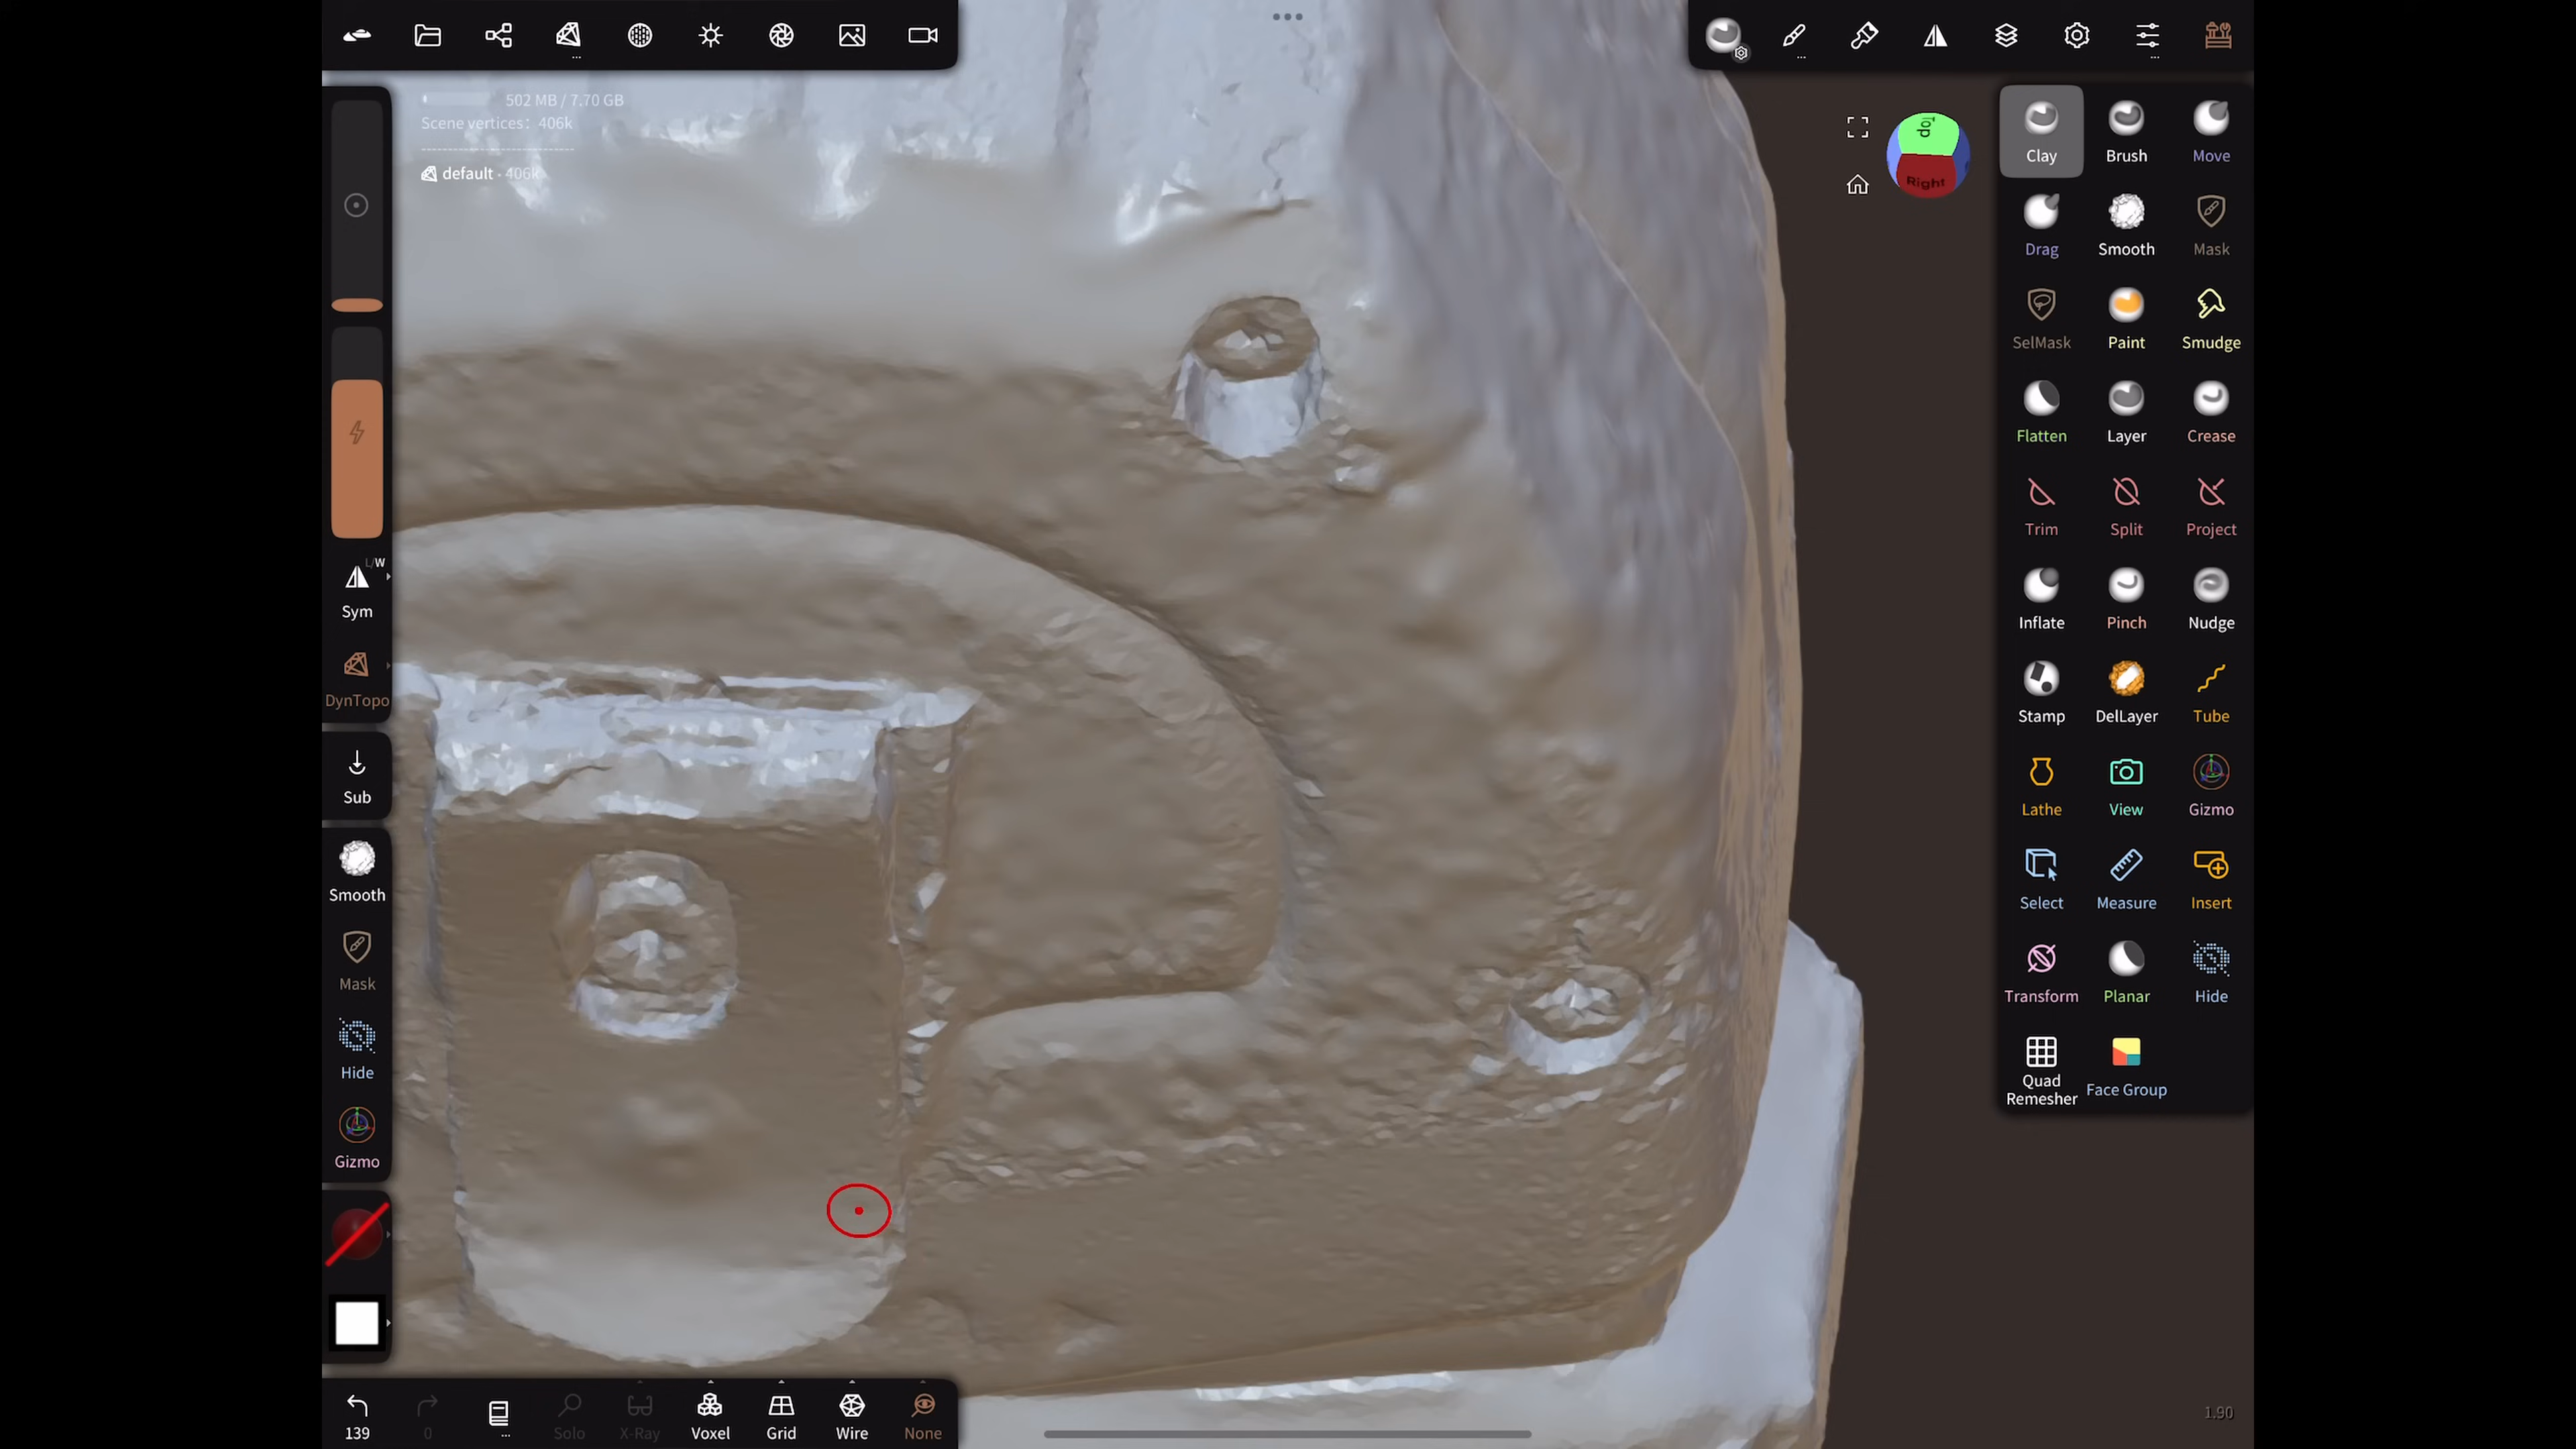 502 MB / 7.70 GB
Scene vertices: 406k
default • 406k
Top
Right
Clay
Brush
Move
Drag
Smooth
Mask
SelMask
Paint
Smudge
Flatten
Layer
Crease
Trim
Split
Project
Inflate
Pinch
Nudge
Stamp
DelLayer
Tube
Lathe
View
Gizmo
Select
Measure
Insert
Transform
Planar
Hide
Quad
Remesher
Face Group
L/W
Sym
DynTopo
Sub
Smooth
Mask
Hide
Gizmo
139
0
Solo
X-Ray
Voxel
Grid
Wire
None
1.90